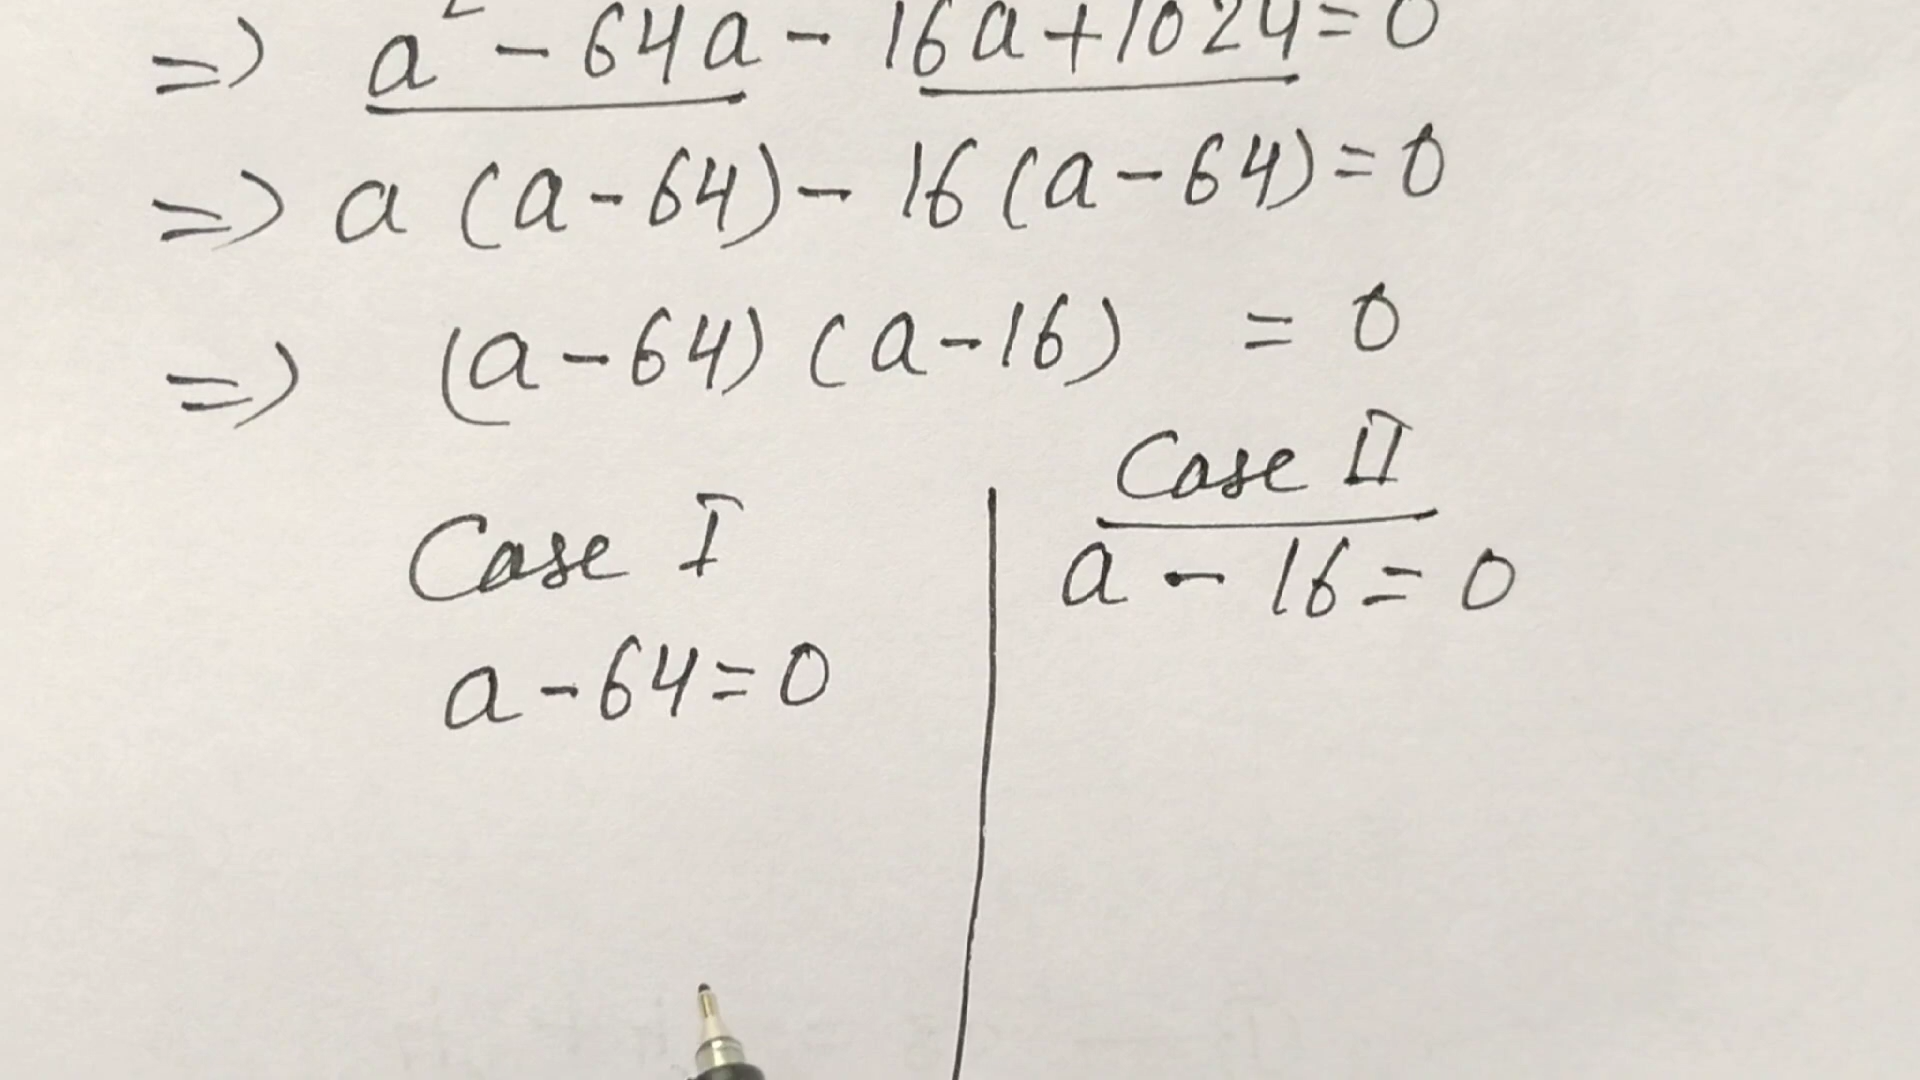 => a² - 64a - 16a + 1024 = 0
=> a (a - 64) - 16 (a - 64) = 0
=> (a - 64) (a - 16) = 0
Case I
a - 64 = 0
Case II
a - 16 = 0